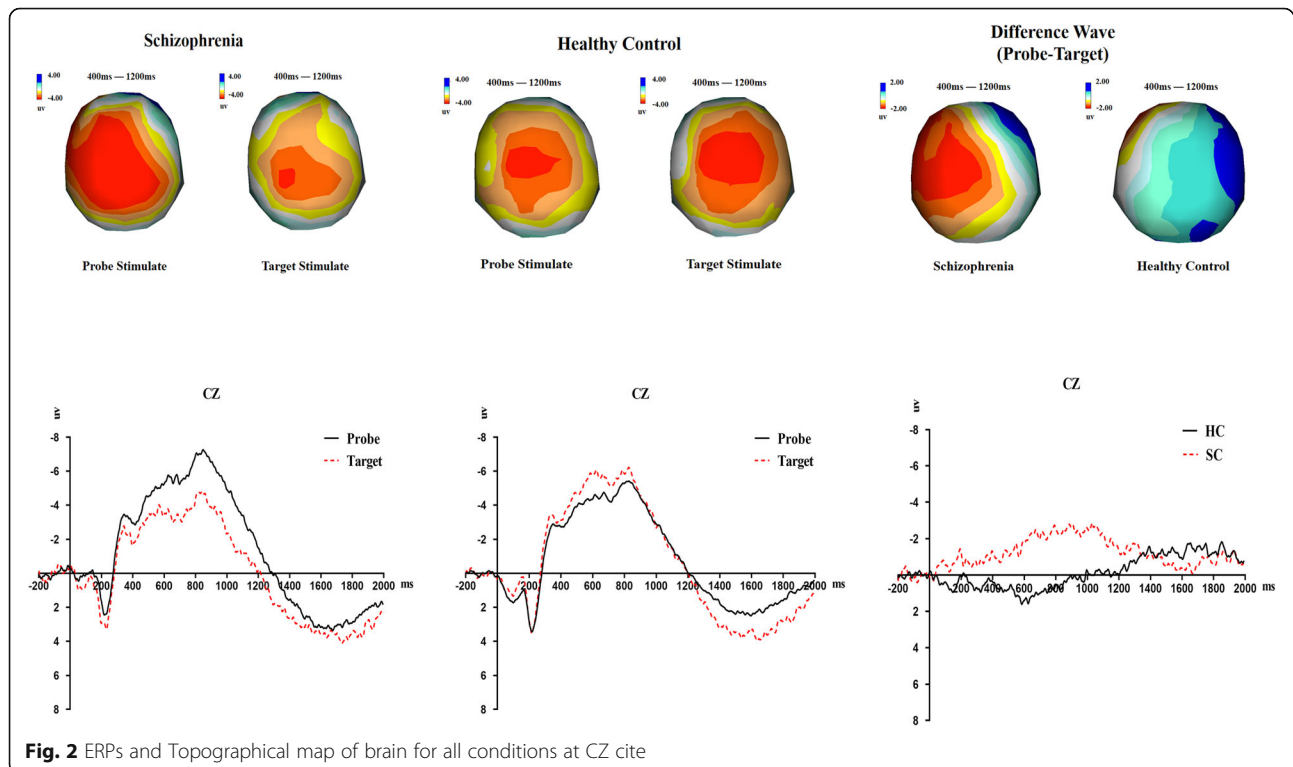 Schizophrenia
Healthy Control
Difference Wave
(Probe-Target)
4.00
-4.00
uv
400ms — 1200ms
4.00
-4.00
uv
400ms — 1200ms
4.00
-4.00
uv
400ms — 1200ms
4.00
-4.00
uv
400ms — 1200ms
2.00
-2.00
uv
400ms — 1200ms
2.00
-2.00
uv
400ms — 1200ms
Probe Stimulate
Target Stimulate
Probe Stimulate
Target Stimulate
Schizophrenia
Healthy Control
CZ
uv
-8
-6
-4
-2
2
4
6
8
-200
200 400 600 800 1000 1200 1400 1600 1800 2000 ms
Probe
Target
CZ
uv
-8
-6
-4
-2
2
4
6
8
-200
200 400 600 800 1000 1200 1400 1600 1800 2000 ms
Probe
Target
CZ
uv
-8
-6
-4
-2
2
4
6
8
-200
200 400 600 800 1000 1200 1400 1600 1800 2000 ms
HC
SC
Fig. 2 ERPs and Topographical map of brain for all conditions at CZ cite